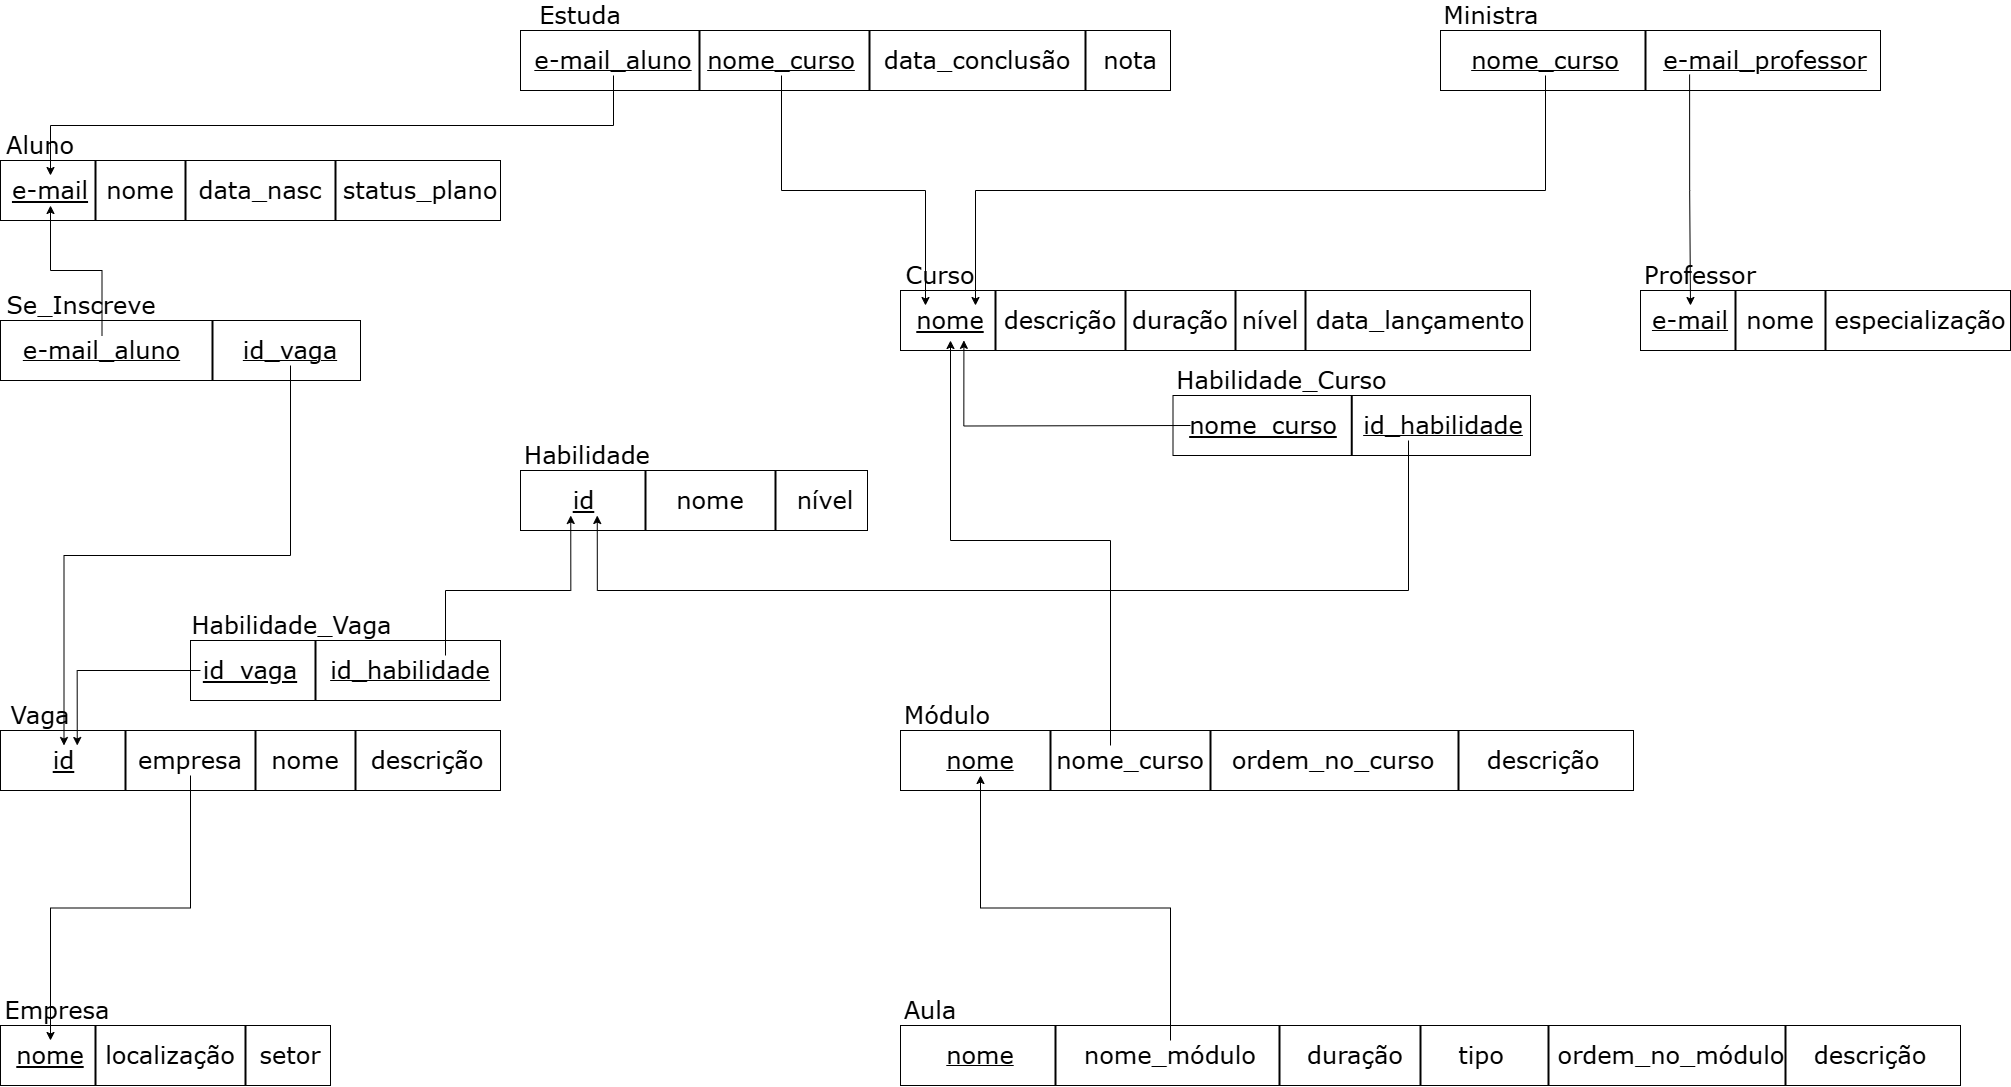 Estuda
e-mail_aluno nome_curso data_conclusão nota
Ministra
nome_curso e-mail_professor
Aluno
e-mail nome data_nasc status_plano
Se_Inscreve
e-mail_aluno id_vaga
Curso
nome descrição duração nível data_lançamento
Professor
e-mail nome especialização
Habilidade_Curso
nome_curso id_habilidade
Habilidade
id nome nível
Habilidade_Vaga
id_vaga id_habilidade
Vaga
id empresa nome descrição
Módulo
nome nome_curso ordem_no_curso descrição
Empresa
nome localização setor
Aula
nome nome_módulo duração tipo ordem_no_módulo descrição